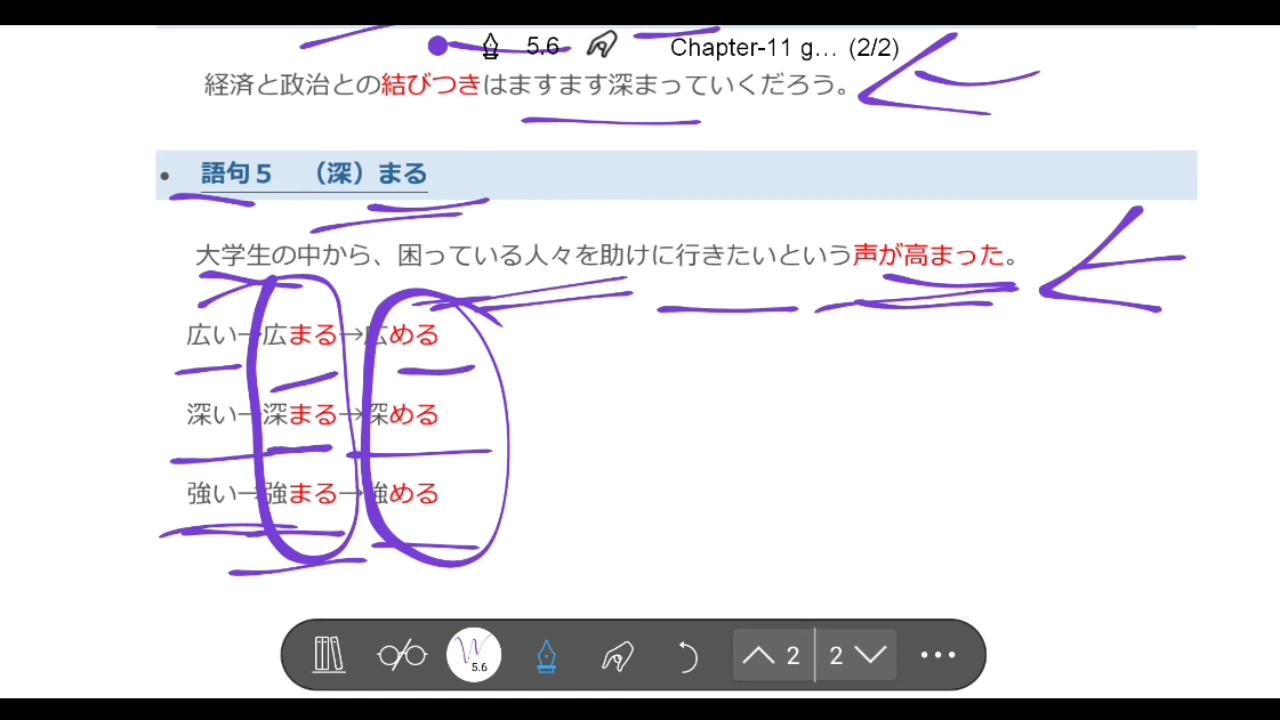 5.6 Chapter-11 g... (2/2)
経済と政治との結びつきはますます深まっていくだろう。
• 語句５ （深）まる
大学生の中から、困っている人々を助けに行きたいという声が高まった。
広い→広まる→広める
深い→深まる→深める
強い→強まる→強める
5.6 2 2